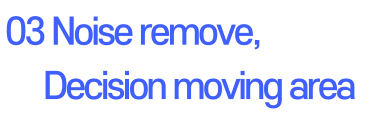 03 Noise remove,
Decision moving area